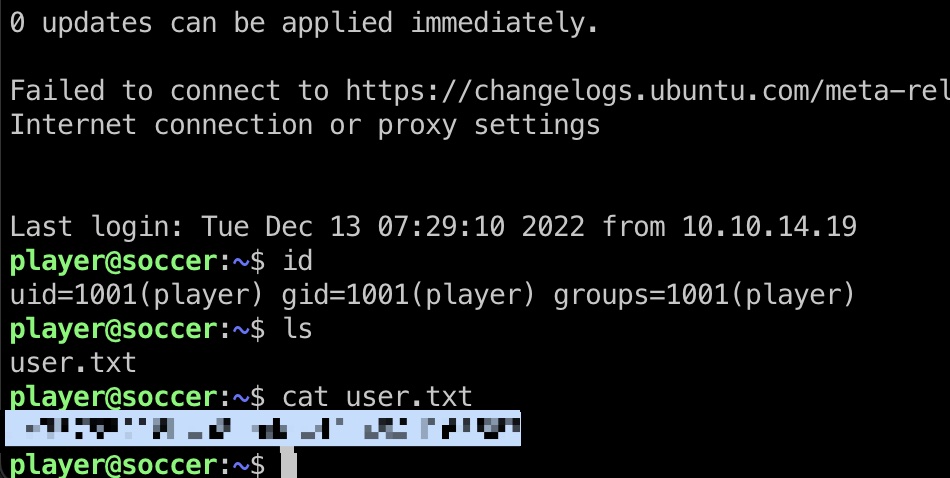 0 updates can be applied immediately.
Failed to connect to https://changelogs.ubuntu.com/meta-rel
Internet connection or proxy settings
Last login: Tue Dec 13 07:29:10 2022 from 10.10.14.19
player@soccer:~$ id
uid=1001(player) gid=1001(player) groups=1001(player)
player@soccer:~$ ls
user.txt
player@soccer:~$ cat user.txt
player@soccer:~$